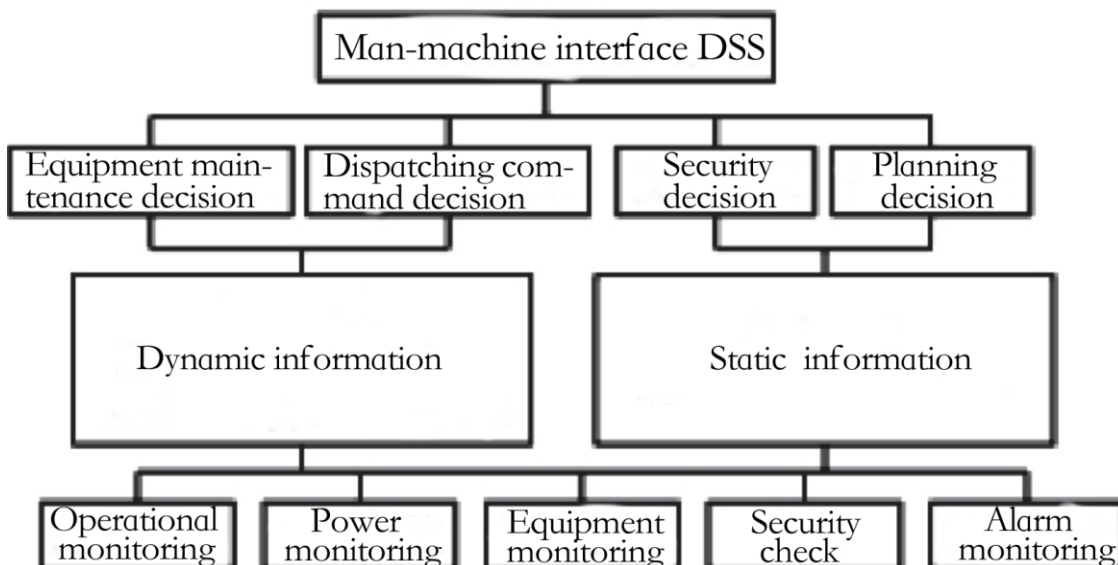 Man-machine interface DSS
Equipment main-
tenance decision
Dispatching com-
mand decision
Security
decision
Planning
decision
Dynamic information
Static information
Operational
monitoring
Power
monitoring
Equipment
monitoring
Security
check
Alarm
monitoring